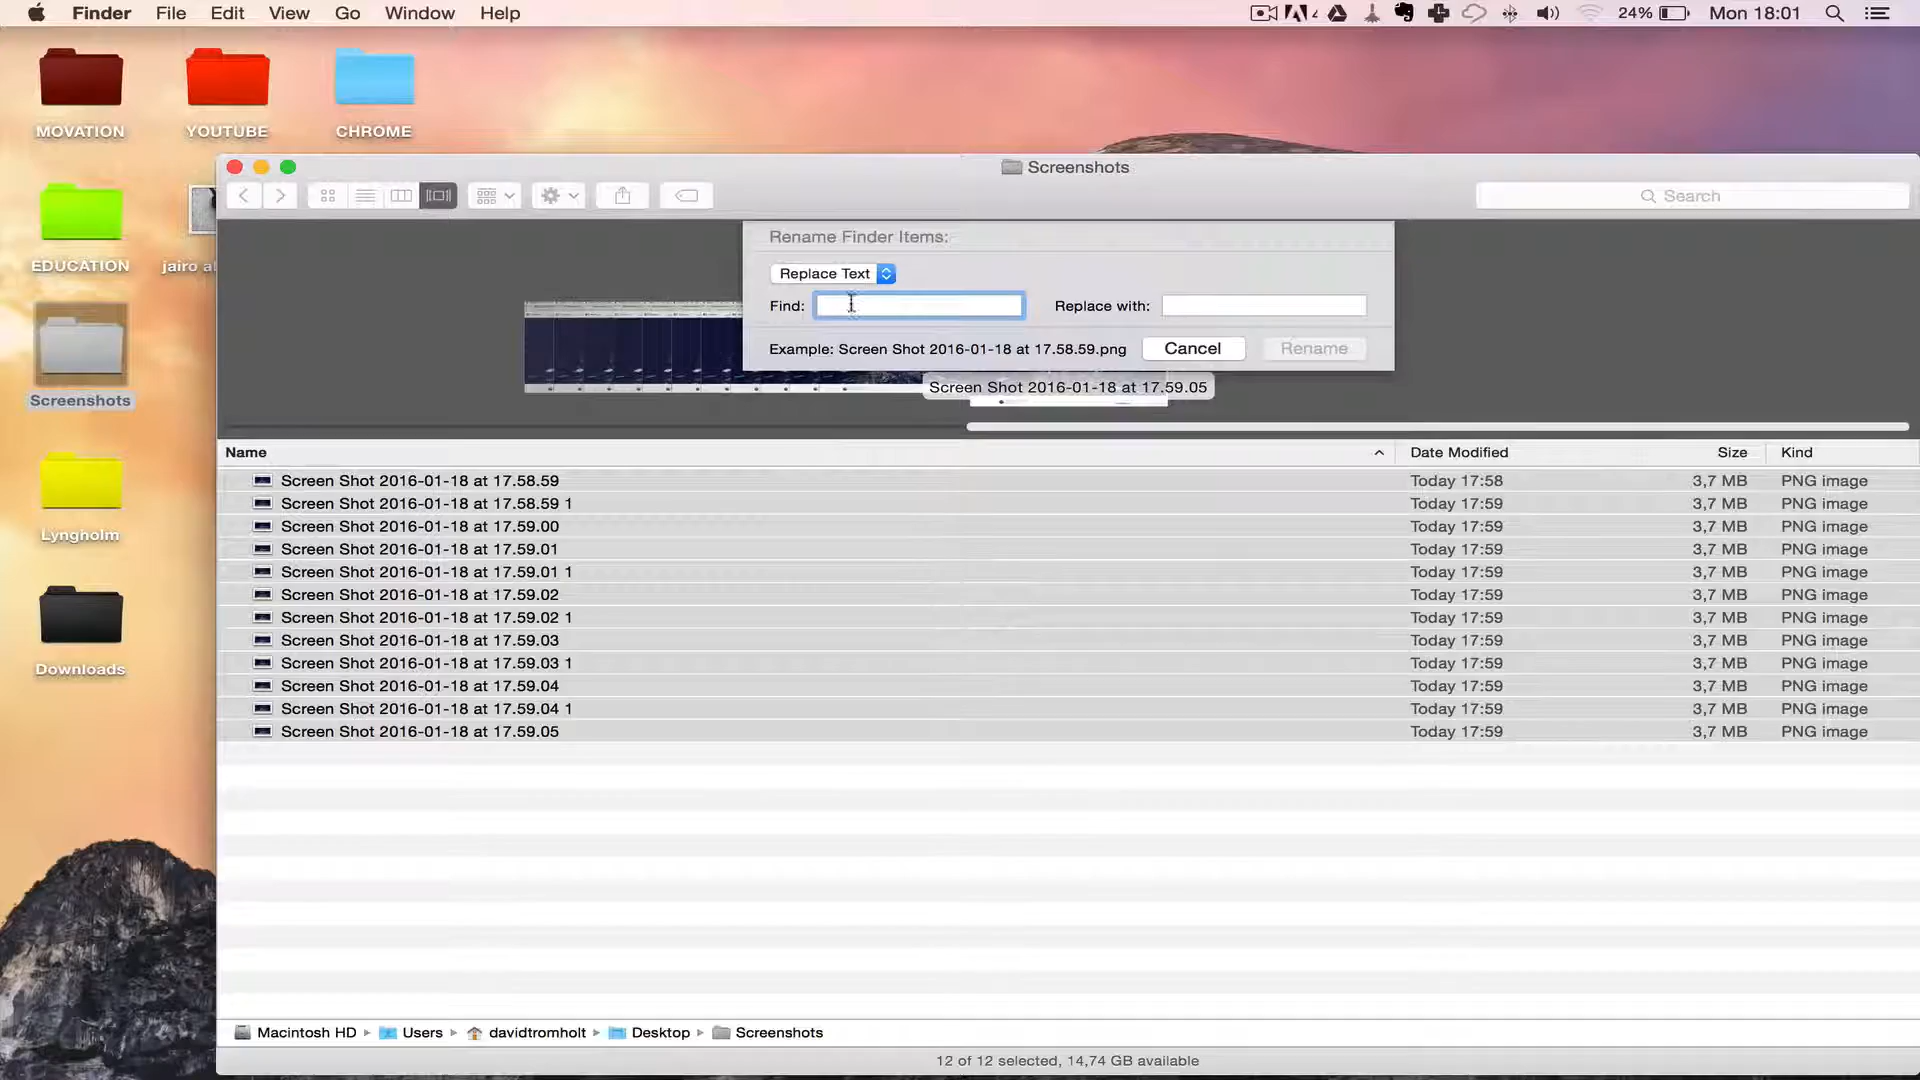 Finder File Edit View Go Window Help 4 24% Mon 18:01
MOVATION YOUTUBE CHROME
Screenshots
Search
EDUCATION jairo al
Rename Finder Items:
Replace Text
Find: Replace with:
Example: Screen Shot 2016-01-18 at 17.58.59.png Cancel Rename
Screen Shot 2016-01-18 at 17.59.05
Screenshots
Lyngholm
Downloads
Name Date Modified Size Kind
Screen Shot 2016-01-18 at 17.58.59 Today 17:58 3,7 MB PNG image
Screen Shot 2016-01-18 at 17.58.59 1 Today 17:59 3,7 MB PNG image
Screen Shot 2016-01-18 at 17.59.00 Today 17:59 3,7 MB PNG image
Screen Shot 2016-01-18 at 17.59.01 Today 17:59 3,7 MB PNG image
Screen Shot 2016-01-18 at 17.59.01 1 Today 17:59 3,7 MB PNG image
Screen Shot 2016-01-18 at 17.59.02 Today 17:59 3,7 MB PNG image
Screen Shot 2016-01-18 at 17.59.02 1 Today 17:59 3,7 MB PNG image
Screen Shot 2016-01-18 at 17.59.03 Today 17:59 3,7 MB PNG image
Screen Shot 2016-01-18 at 17.59.03 1 Today 17:59 3,7 MB PNG image
Screen Shot 2016-01-18 at 17.59.04 Today 17:59 3,7 MB PNG image
Screen Shot 2016-01-18 at 17.59.04 1 Today 17:59 3,7 MB PNG image
Screen Shot 2016-01-18 at 17.59.05 Today 17:59 3,7 MB PNG image
Macintosh HD Users davidtromholt Desktop Screenshots
12 of 12 selected, 14,74 GB available